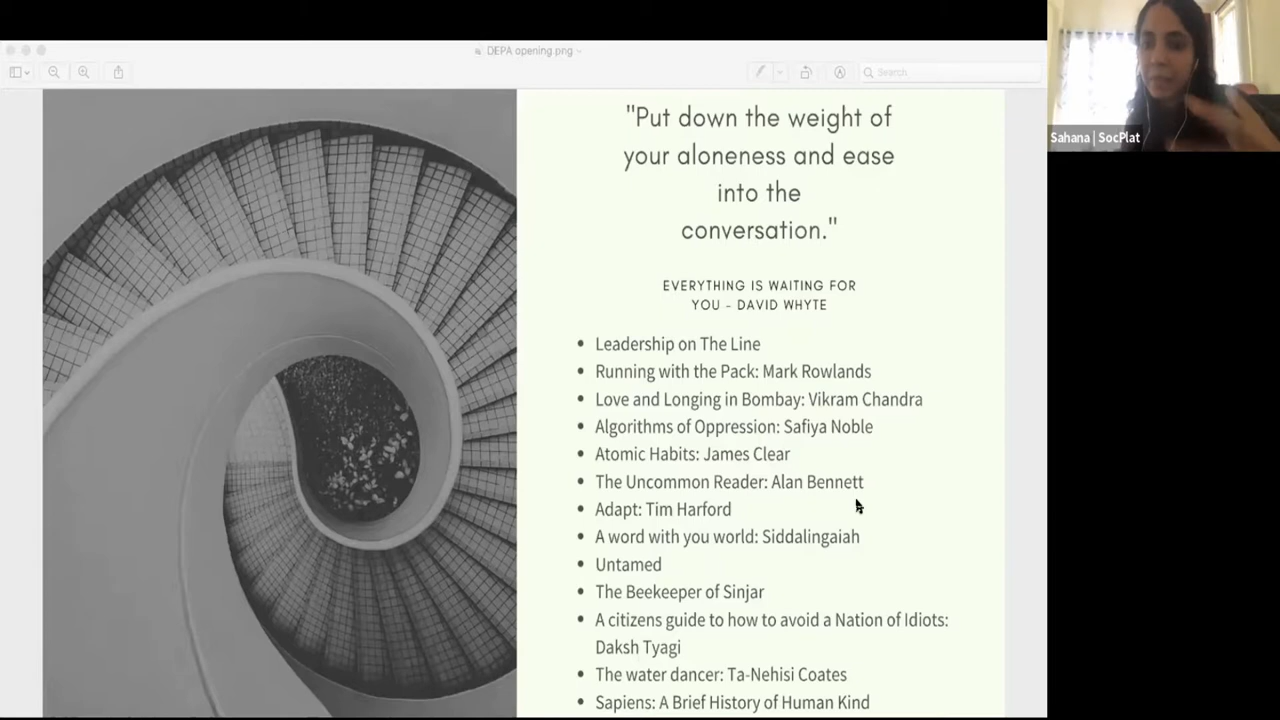 DEPA opening png
Search
Sahana | SocPlat
"Put down the weight of
your aloneness and ease
into the
conversation."
EVERYTHING IS WAITING FOR
YOU – DAVID WHYTE
• Leadership on The Line
• Running with the Pack: Mark Rowlands
• Love and Longing in Bombay: Vikram Chandra
• Algorithms of Oppression: Safiya Noble
• Atomic Habits: James Clear
• The Uncommon Reader: Alan Bennett
• Adapt: Tim Harford
• A word with you world: Siddalingaiah
• Untamed
• The Beekeeper of Sinjar
• A citizens guide to how to avoid a Nation of Idiots:
Daksh Tyagi
• The water dancer: Ta-Nehisi Coates
• Sapiens: A Brief History of Human Kind